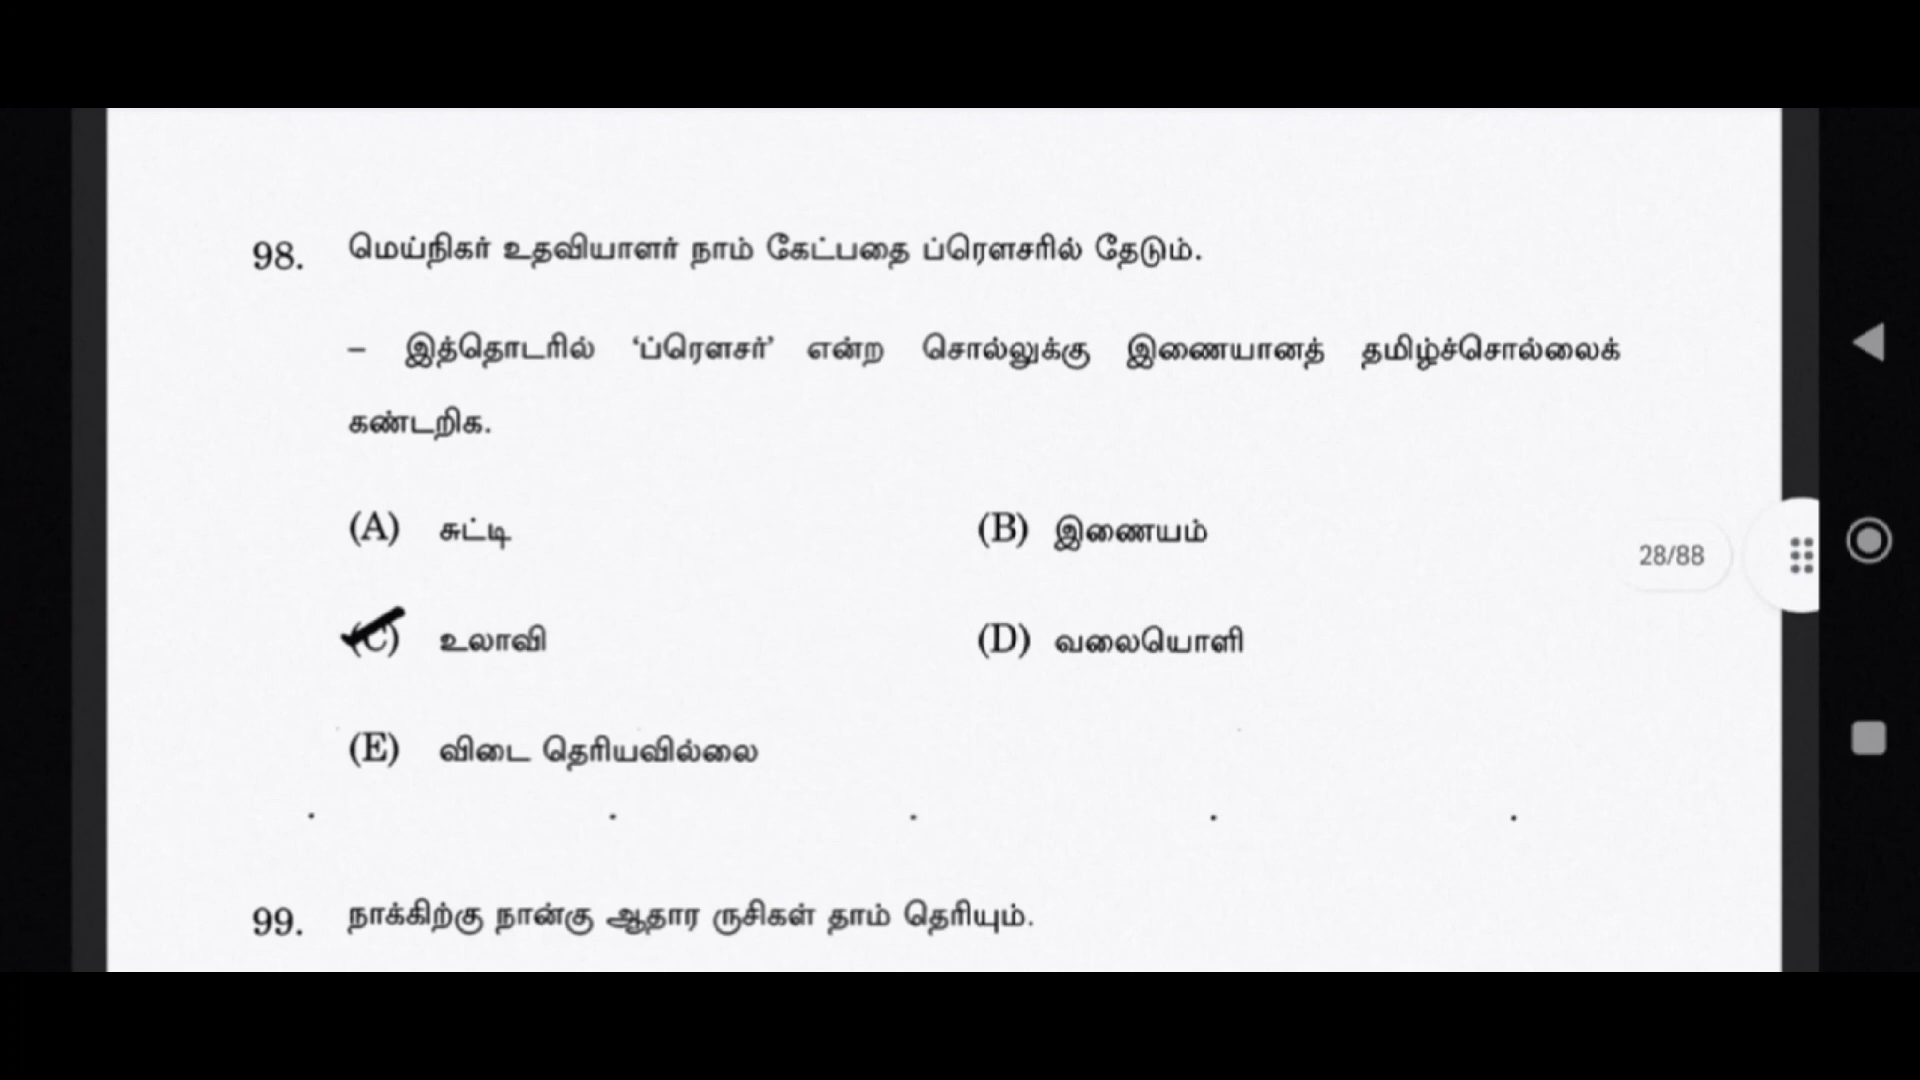 98. மெய்நிகர் உதவியாளர் நாம் கேட்பதை ப்ரௌசரில் தேடும்.
– இத்தொடரில் ‘ப்ரௌசர்’ என்ற சொல்லுக்கு இணையானத் தமிழ்ச்சொல்லைக்
கண்டறிக.
(A) சுட்டி (B) இணையம்
(C) உலாவி (D) வலையொளி
(E) விடை தெரியவில்லை
28/88
99. நாக்கிற்கு நான்கு ஆதார ருசிகள் தாம் தெரியும்.